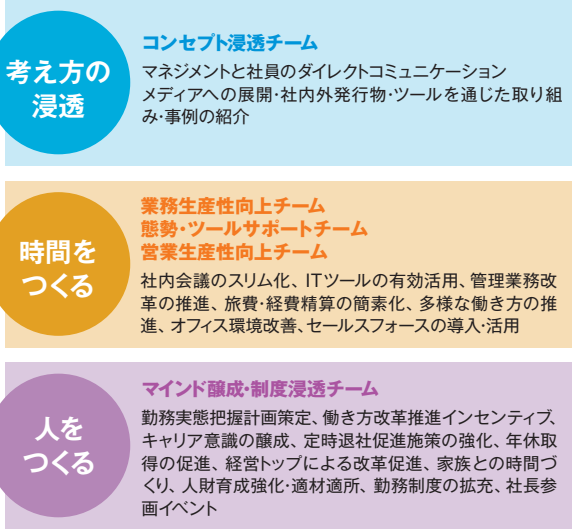 考え方の
浸透
コンセプト浸透チーム
マネジメントと社員のダイレクトコミュニケーション
メディアへの展開・社内外発行物・ツールを通じた取り組
み・事例の紹介
時間を
つくる
業務生産性向上チーム
態勢・ツールサポートチーム
営業生産性向上チーム
社内会議のスリム化、ITツールの有効活用、管理業務改
革の推進、旅費・経費精算の簡素化、多様な働き方の推
進、オフィス環境改善、セールスフォースの導入・活用
人を
つくる
マインド醸成・制度浸透チーム
勤務実態把握計画策定、働き方改革推進インセンティブ、
キャリア意識の醸成、定時退社促進施策の強化、年休取
得の促進、経営トップによる改革促進、家族との時間づ
くり、人財育成強化・適材適所、勤務制度の拡充、社長参
画イベント